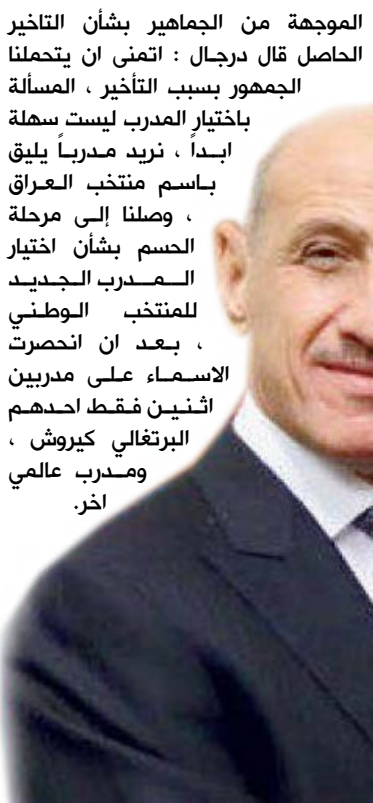 الموجهة من الجماهير بشأن التاخير
الحاصل قال درجال : اتمنى ان يتحملنا
الجمهور بسبب التأخير ، المسألة
باختيار المدرب ليست سهلة
ابداً ، نريد مدرباً يليق
باسم منتخب العراق
، وصلنا إلى مرحلة
الحسم بشأن اختيار
المدرب الجديد
للمنتخب الوطني
، بعد ان انحصرت
الاسماء على مدربين
اثنين فقط احدهم
البرتغالي كيروش ،
ومدرب عالمي
اخر.